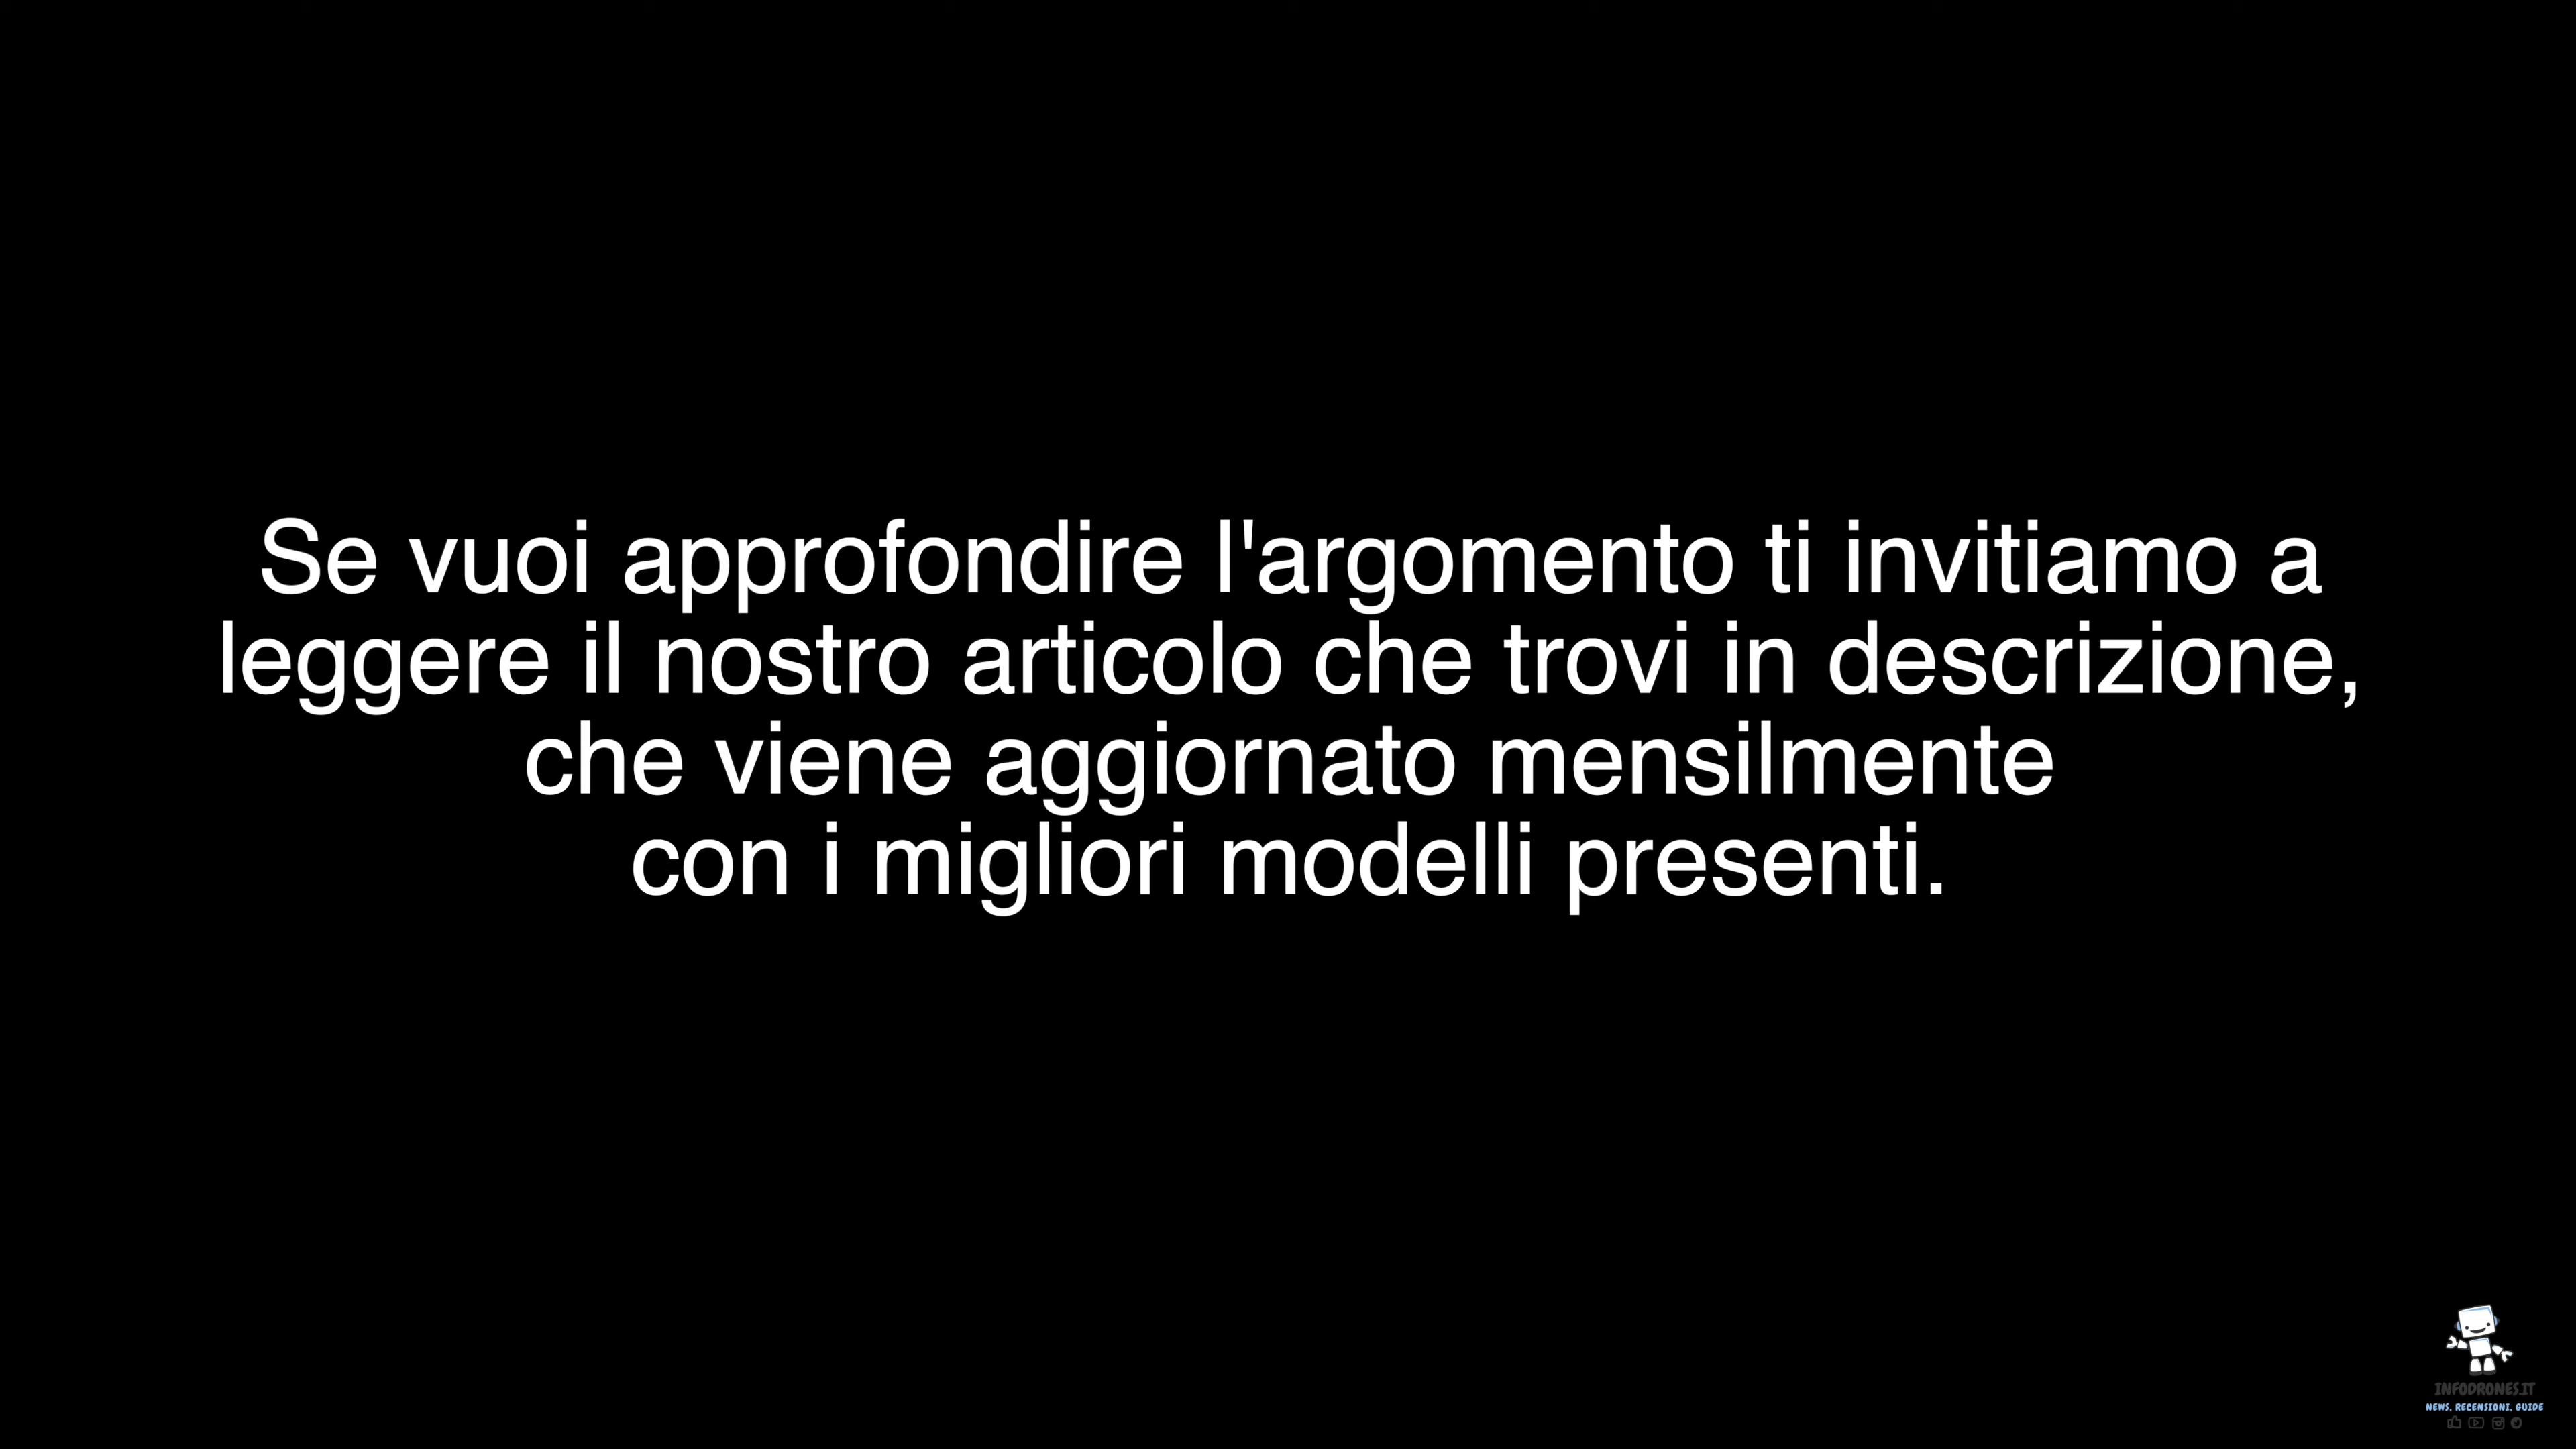 Se vuoi approfondire l'argomento ti invitiamo a
leggere il nostro articolo che trovi in descrizione,
che viene aggiornato mensilmente
con i migliori modelli presenti.
INFODRONES.IT
NEWS, RECENSIONI, GUIDE